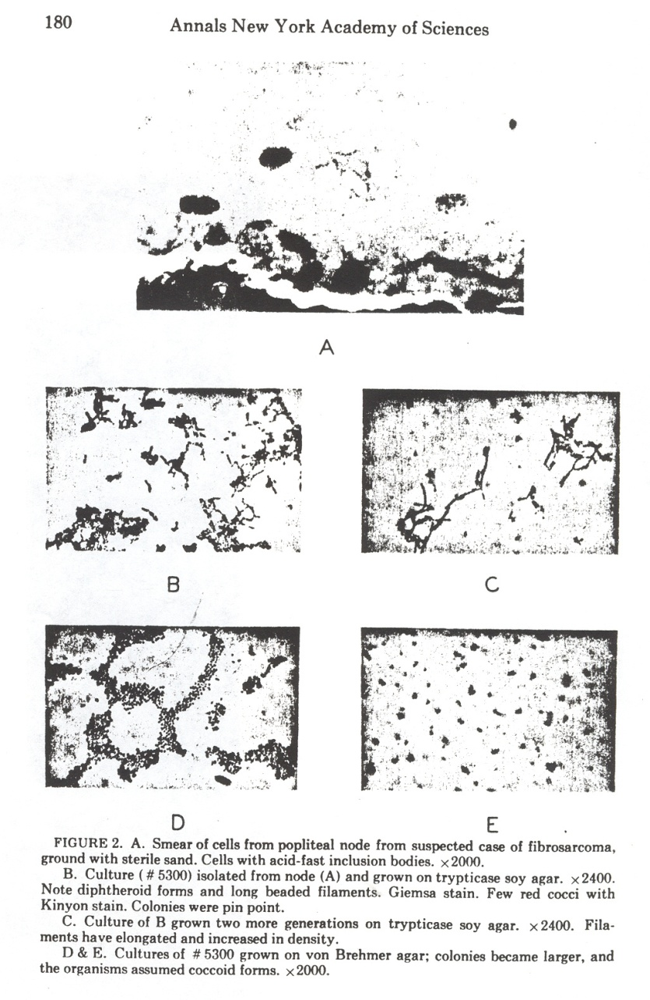 180
Annals New York Academy of Sciences
A
B
C
D
E
FIGURE 2. A. Smear of cells from popliteal node from suspected case of fibrosarcoma,
ground with sterile sand. Cells with acid-fast inclusion bodies. ×2000.
B. Culture (#5300) isolated from node (A) and grown on trypticase soy agar. ×2400.
Note diphtheroid forms and long beaded filaments. Giemsa stain. Few red cocci with
Kinyon stain. Colonies were pin point.
C. Culture of B grown two more generations on trypticase soy agar. ×2400. Fila-
ments have elongated and increased in density.
D & E. Cultures of #5300 grown on von Brehmer agar; colonies became larger, and
the organisms assumed coccoid forms. ×2000.